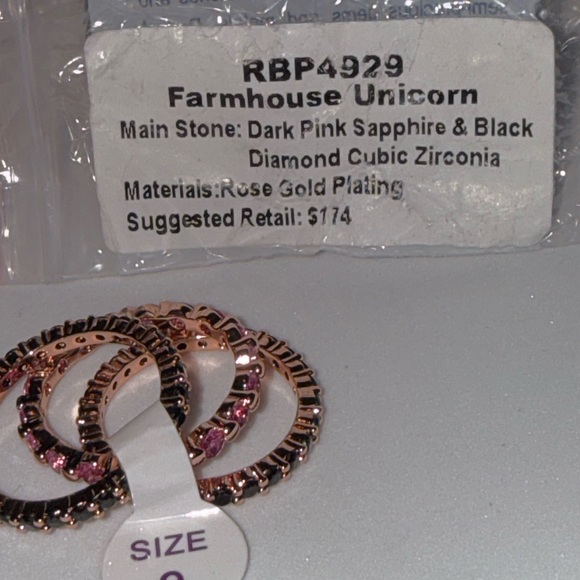 RBP4929
Farmhouse Unicorn
Main Stone: Dark Pink Sapphire & Black
Diamond Cubic Zirconia
Materials:Rose Gold Plating
Suggested Retail: $174
SIZE